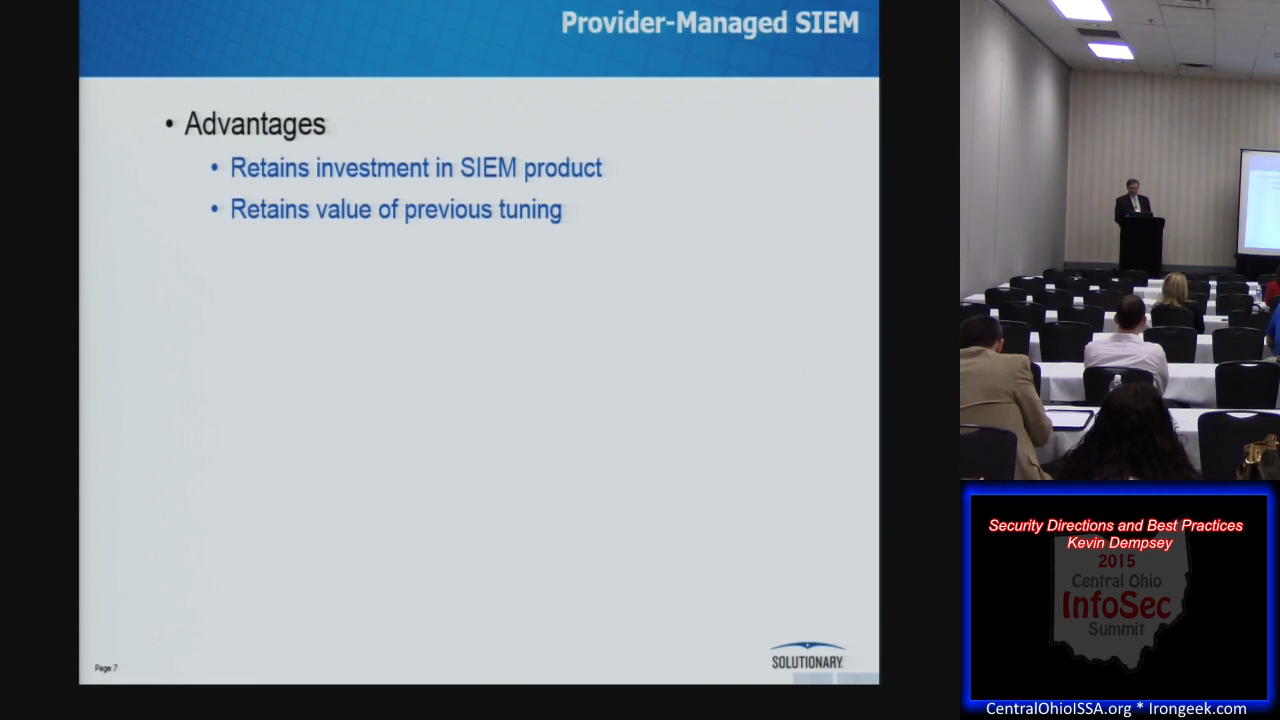 Provider-Managed SIEM
• Advantages
• Retains investment in SIEM product
• Retains value of previous tuning
Page 7
SOLUTIONARY
Security Directions and Best Practices
Kevin Dempsey
2015
Central Ohio
InfoSec
Summit
CentralOhioISSA.org * Irongeek.com